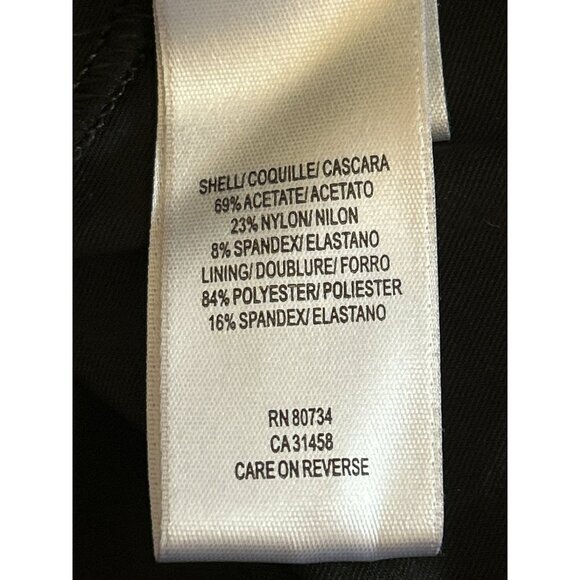 SHELL/ COQUILLE/ CASCARA
69% ACETATE/ ACETATO
23% NYLON/ NILON
8% SPANDEX/ ELASTANO
LINING/ DOUBLURE/ FORRO
84% POLYESTER/ POLIESTER
16% SPANDEX/ ELASTANO
RN 80734
CA 31458
CARE ON REVERSE